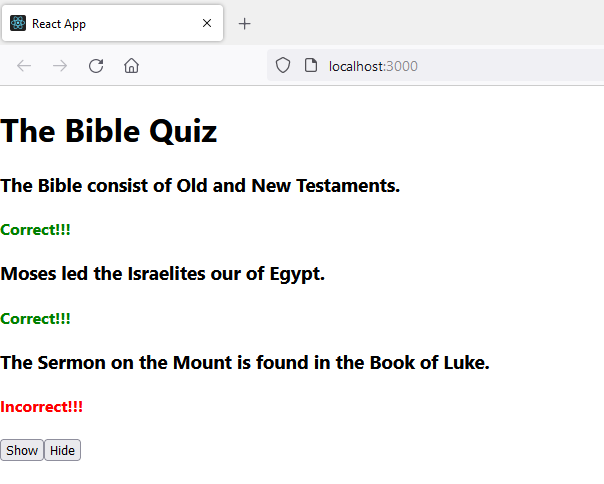 React App
localhost:3000
The Bible Quiz
The Bible consist of Old and New Testaments.
Correct!!!
Moses led the Israelites our of Egypt.
Correct!!!
The Sermon on the Mount is found in the Book of Luke.
Incorrect!!!
Show Hide